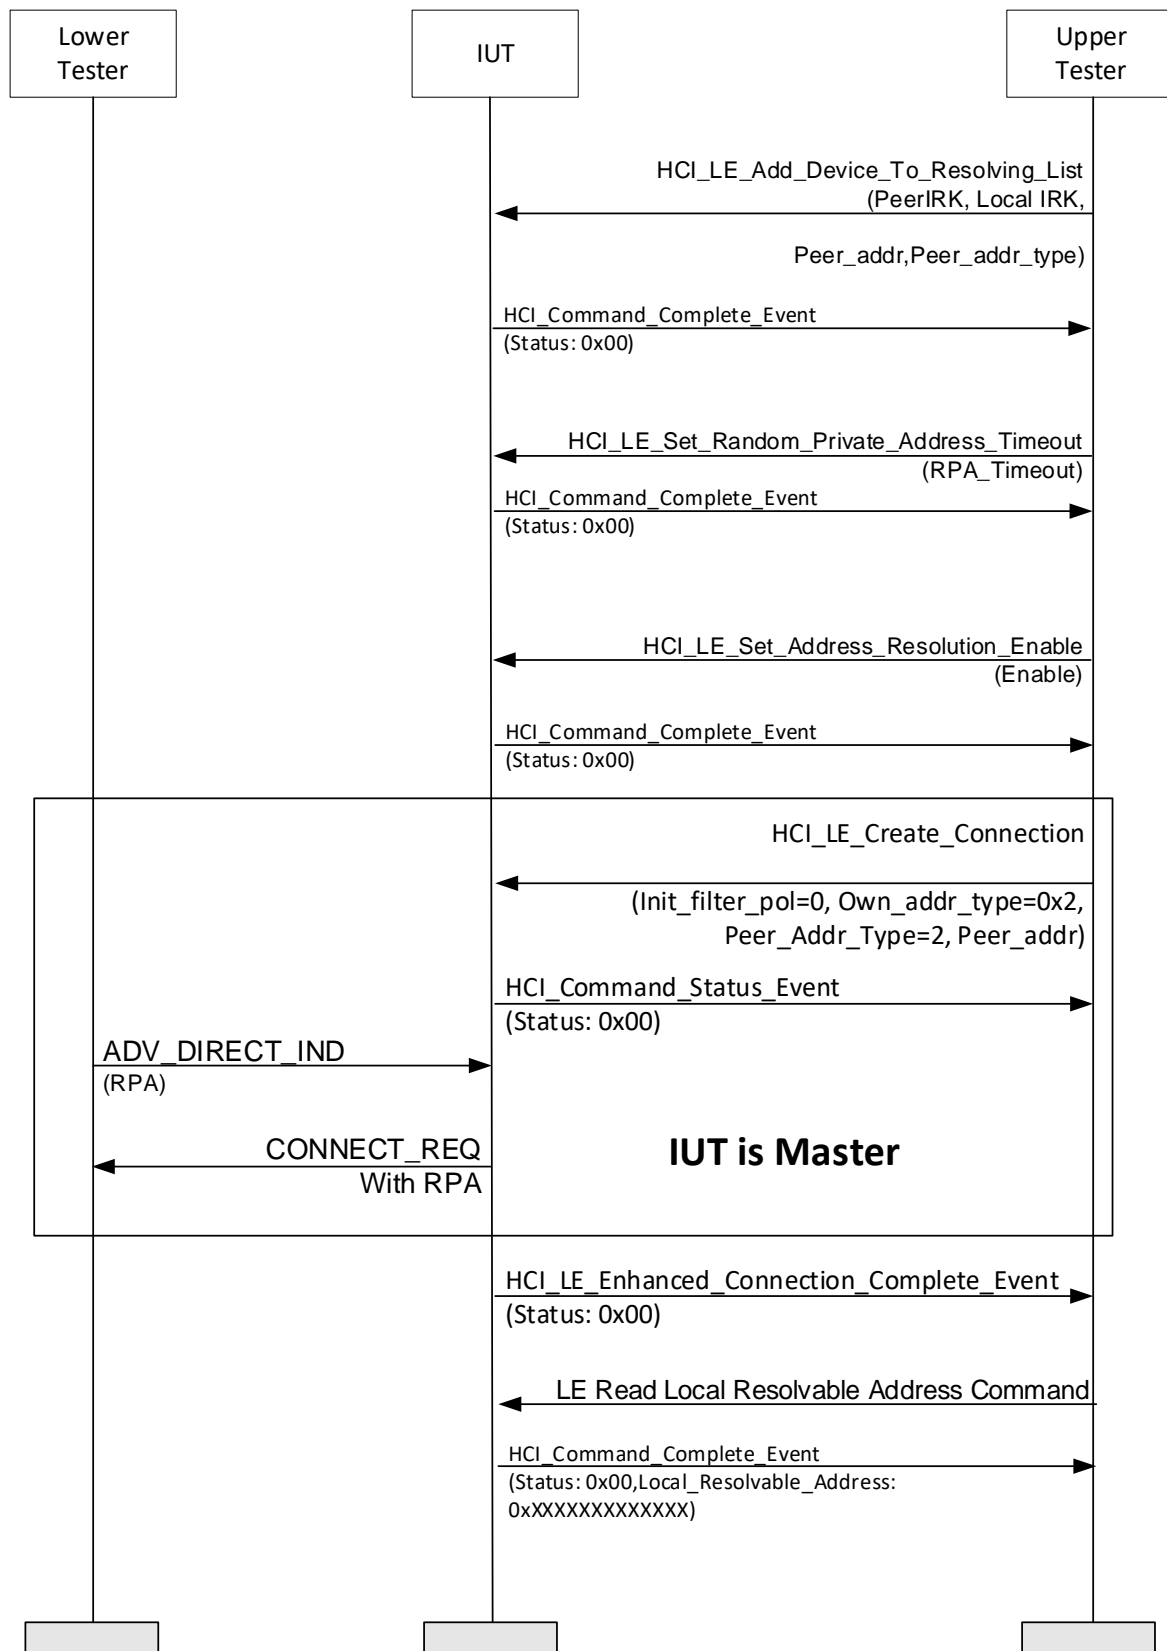 Lower
Tester
IUT
Upper
Tester
HCI_LE_Add_Device_To_Resolving_List
(PeerIRK, Local IRK,
Peer_addr,Peer_addr_type)
HCI_Command_Complete_Event
(Status: 0x00)
HCI_LE_Set_Random_Private_Address_Timeout
(RPA_Timeout)
HCI_Command_Complete_Event
(Status: 0x00)
HCI_LE_Set_Address_Resolution_Enable
(Enable)
HCI_Command_Complete_Event
(Status: 0x00)
HCI_LE_Create_Connection
(Init_filter_pol=0, Own_addr_type=0x2,
Peer_Addr_Type=2, Peer_addr)
HCI_Command_Status_Event
(Status: 0x00)
ADV_DIRECT_IND
(RPA)
CONNECT_REQ
With RPA
IUT is Master
HCI_LE_Enhanced_Connection_Complete_Event
(Status: 0x00)
LE Read Local Resolvable Address Command
HCI_Command_Complete_Event
(Status: 0x00,Local_Resolvable_Address:
0xXXXXXXXXXXXXX)